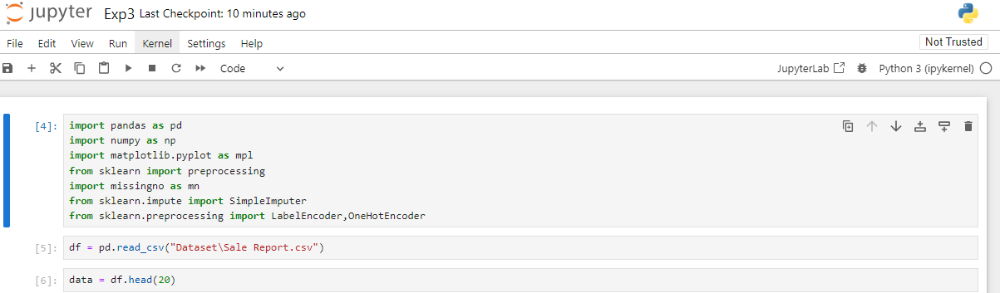 jupyter Exp3 Last Checkpoint: 10 minutes ago
File Edit View Run Kernel Settings Help Not Trusted
Code JupyterLab Python 3 (ipykernel)
[4]: import pandas as pd
import numpy as np
import matplotlib.pyplot as mpl
from sklearn import preprocessing
import missingno as mn
from sklearn.impute import SimpleImputer
from sklearn.preprocessing import LabelEncoder,OneHotEncoder
[5]: df = pd.read_csv("Dataset\Sale Report.csv")
[6]: data = df.head(20)